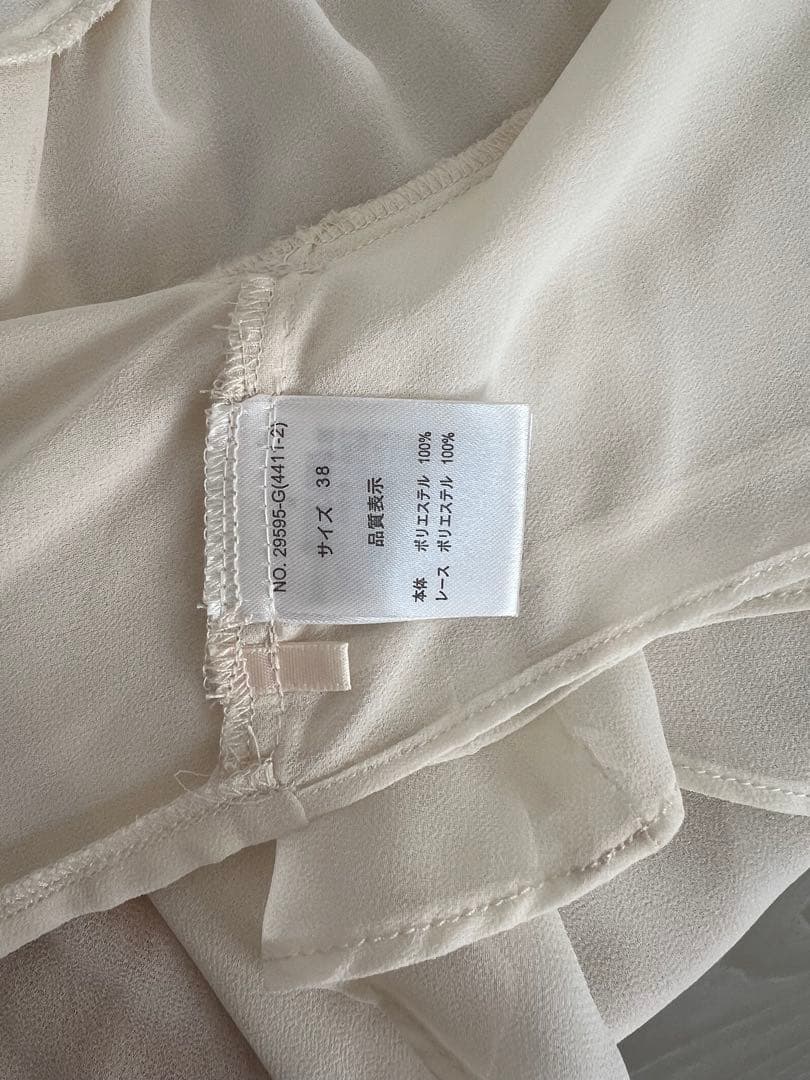 NO. 29595-G(4411-2)
サイズ 38
品質表示
本体 ポリエステル 100%
レース ポリエステル 100%